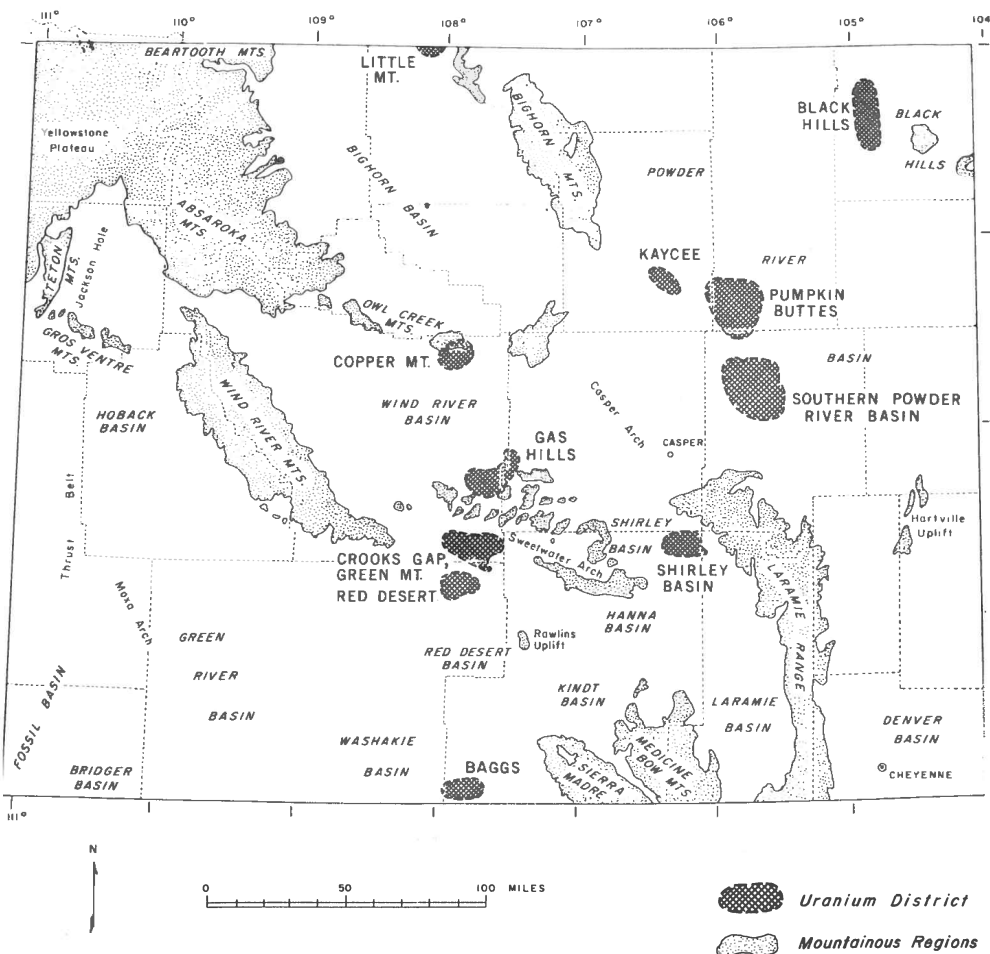 111° 110° 109° 108° 107° 106° 105° 104
BEARTOOTH MTS.
LITTLE
MT.
BIGHORN
MTS.
BLACK
HILLS
BLACK
HILLS
Yellowstone
Plateau
BIGHORN
BASIN
POWDER
ABSAROKA
MTS.
TETON
MTS.
Jackson Hole
KAYCEE
RIVER
PUMPKIN
BUTTES
OWL CREEK
MTS.
GROS VENTRE
MTS.
COPPER MT.
BASIN
WIND RIVER MTS.
HOBACK
BASIN
WIND RIVER
BASIN
Casper Arch
SOUTHERN POWDER
RIVER BASIN
GAS
HILLS
CASPER
Thrust Belt
SHIRLEY
BASIN
Hartville
Uplift
CROOKS GAP,
GREEN MT.
RED DESERT
Sweetwater Arch
SHIRLEY
BASIN
LARAMIE
RANGE
Moxa
Arch
HANNA
BASIN
GREEN
RIVER
BASIN
Rawlins
Uplift
RED DESERT
BASIN
FOSSIL BASIN
KINDT
BASIN
LARAMIE
BASIN
DENVER
BASIN
WASHAKIE
BASIN
MEDICINE
BOW MTS.
BRIDGER
BASIN
BAGGS
SIERRA
MADRE
CHEYENNE
111°
N
0 50 100 MILES
Uranium District
Mountainous Regions